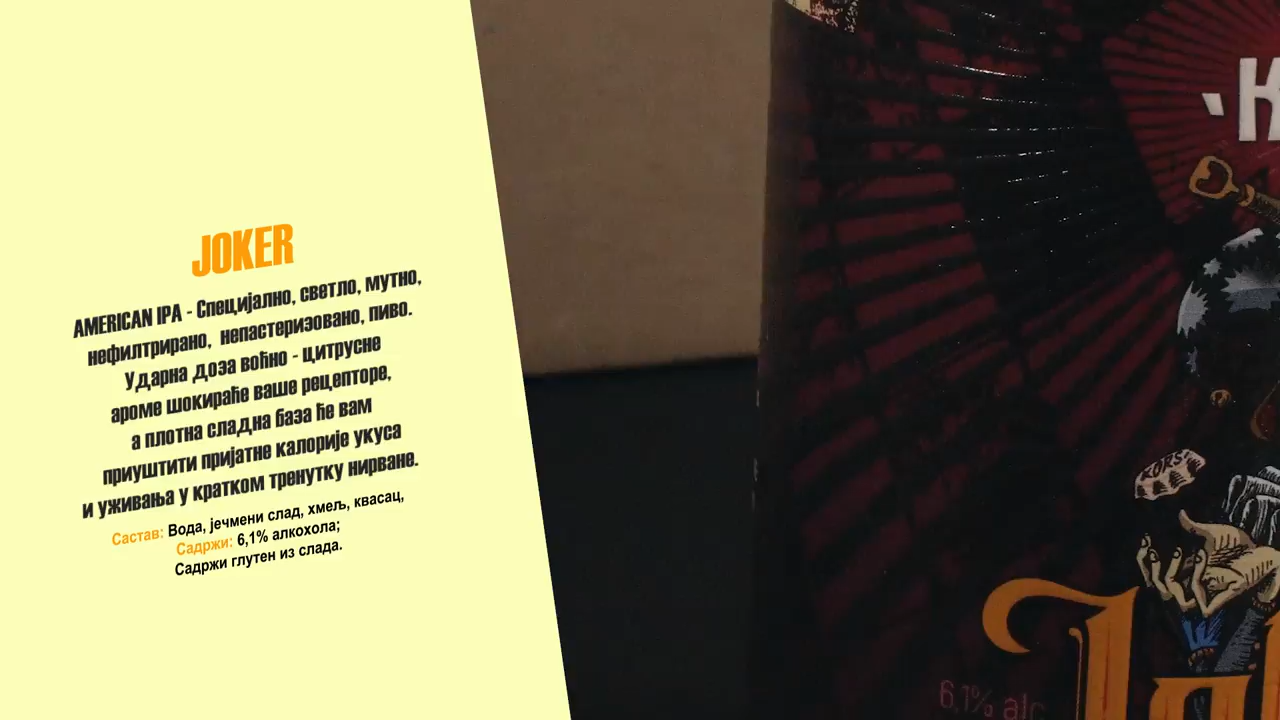 JOKER
AMERICAN IPA - Специјално, светло, мутно,
нефилтрирано, непастеризовано, пиво.
Ударна доза воћно - цитрусне
ароме шокираће ваше рецепторе,
а плотна сладна база ће вам
приуштити пријатне калорије укуса
и уживања у кратком тренутку нирване.
Састав: Вода, јечмени слад, хмељ, квасац,
Садржи: 6,1% алкохола;
Садржи глутен из слада.
KORS
6,1% alc